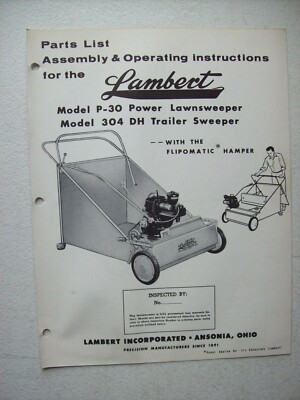 Parts List
Assembly & Operating instructions
for the Lambert
Model P-30 Power Lawnsweeper
Model 304 DH Trailer Sweeper
--WITH THE
FLIPOMATIC® HAMPER
Lambert
INSPECTED BY:
No.
LAMBERT INCORPORATED • ANSONIA, OHIO
PRECISION MANUFACTURERS SINCE 1891